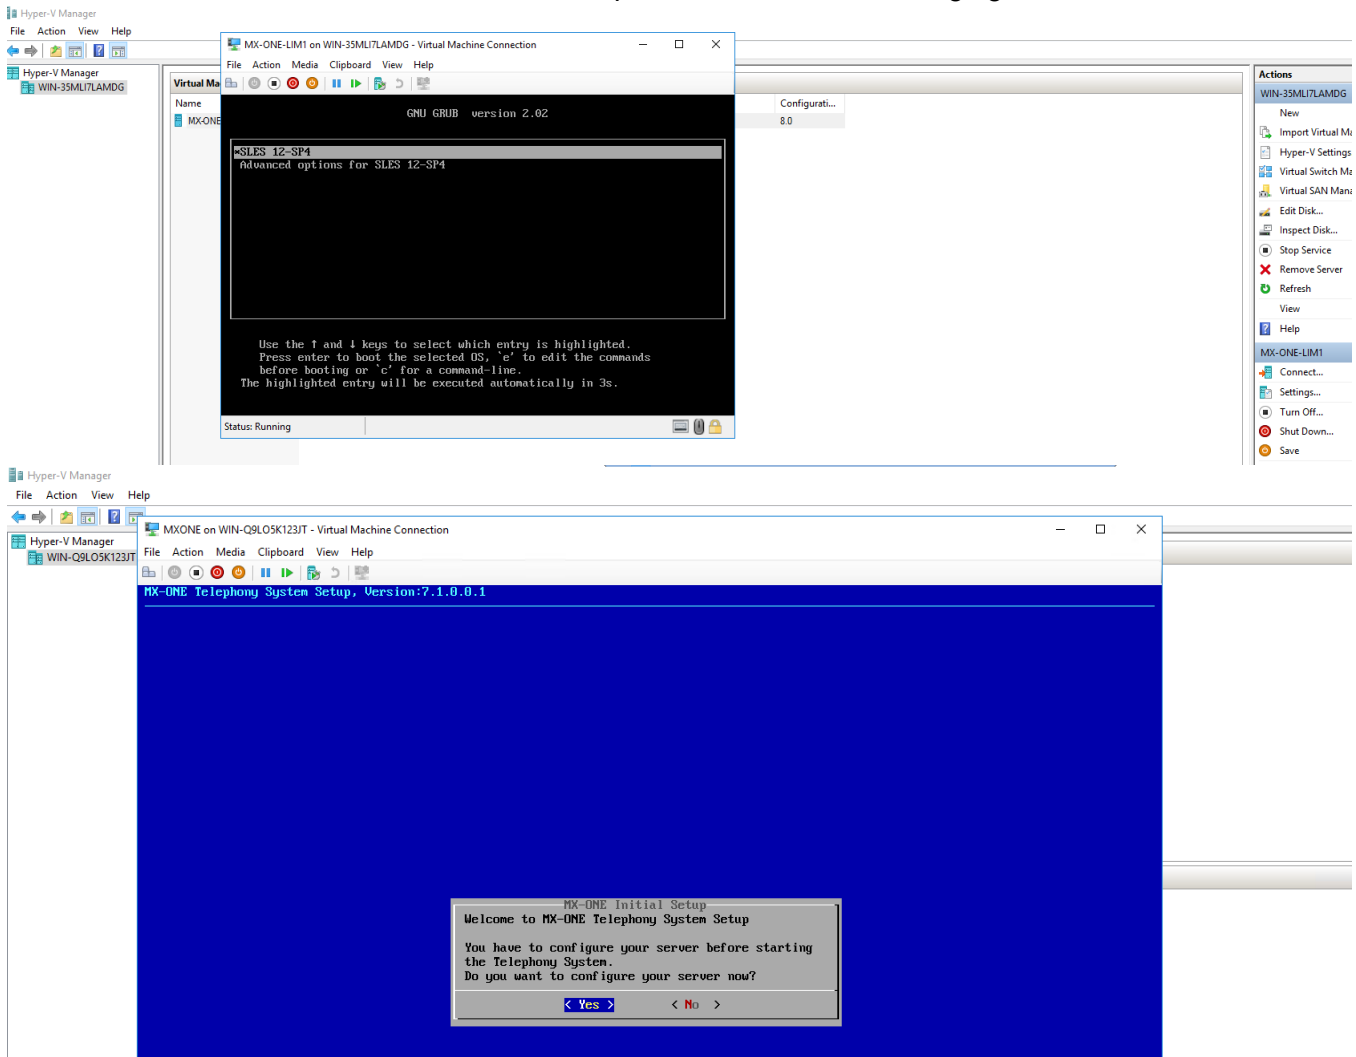 Hyper-V Manager
File Action View Help
MX-ONE-LIM1 on WIN-35MLI7LAMDG - Virtual Machine Connection
File Action Media Clipboard View Help
Hyper-V Manager
WIN-35MLI7LAMDG
Virtual Ma
Name
Configurati...
MX-ONE
8.0
GNU GRUB version 2.02
*SLES 12-SP4
Advanced options for SLES 12-SP4
Use the ↑ and ↓ keys to select which entry is highlighted.
Press enter to boot the selected OS, `e' to edit the commands
before booting or `c' for a command-line.
The highlighted entry will be executed automatically in 3s.
Status: Running
Actions
WIN-35MLI7LAMDG
New
Import Virtual Ma
Hyper-V Settings
Virtual Switch Ma
Virtual SAN Mana
Edit Disk...
Inspect Disk...
Stop Service
Remove Server
Refresh
View
Help
MX-ONE-LIM1
Connect...
Settings...
Turn Off...
Shut Down...
Save
Hyper-V Manager
File Action View Help
MXONE on WIN-Q9LO5K123JT - Virtual Machine Connection
Hyper-V Manager
WIN-Q9LO5K123JT
File Action Media Clipboard View Help
MX-ONE Telephony System Setup, Version:7.1.0.0.1
MX-ONE Initial Setup
Welcome to MX-ONE Telephony System Setup
You have to configure your server before starting
the Telephony System.
Do you want to configure your server now?
< Yes > < No >